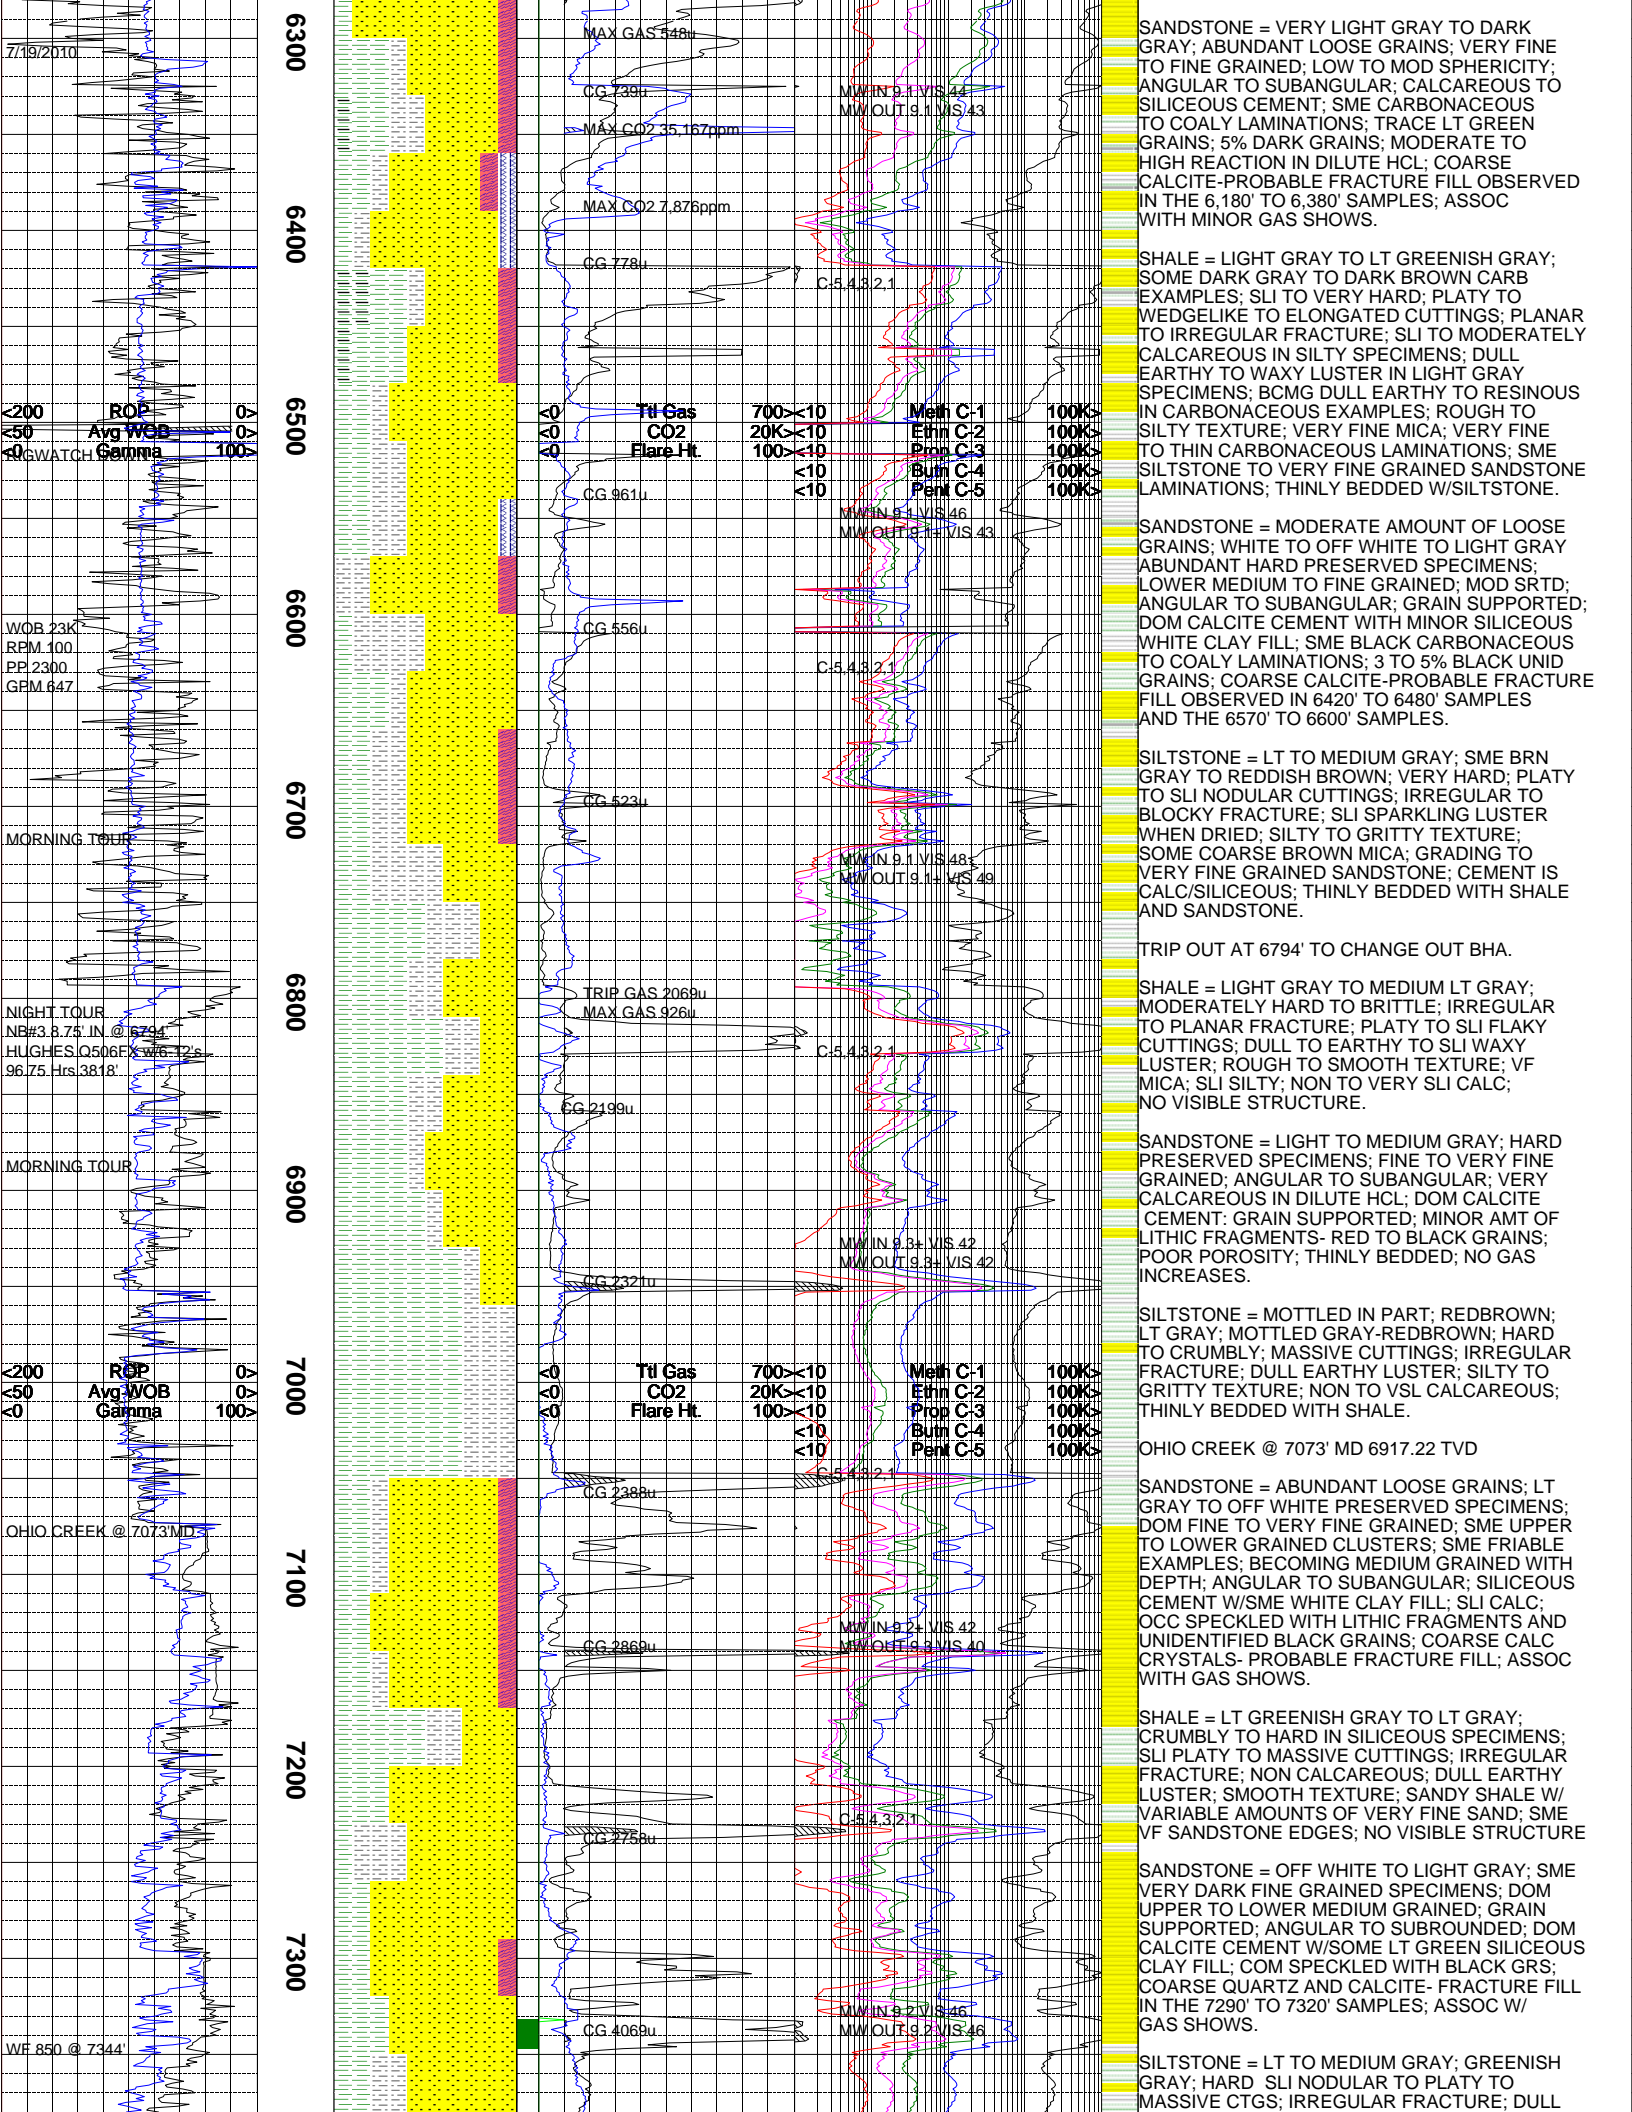 7/19/2010
RIGWATCH DOWN
WOB 23K
RPM 100
PP 2300
GPM 647
MORNING TOUR
NIGHT TOUR
NB#3 8.75' IN @ 6794'
HUGHES Q506FX w/6-12's
96.75 Hrs 3818'
MORNING TOUR
OHIO CREEK @ 7073'MD
WF 850 @ 7344'
<200 ROP 0>
<50 Avg WOB 0>
<0 Gamma 100>
<200 ROP 0>
<50 Avg WOB 0>
<0 Gamma 100>
6300
6400
6500
6600
6700
6800
6900
7000
7100
7200
7300
MAX GAS 548u
CG 739u
MAX CO2 35,167ppm
MAX CO2 7,876ppm
CG 778u
<0 Ttl Gas 700>
<0 CO2 20K>
<0 Flare Ht. 100>
CG 961u
CG 556u
CG 523u
TRIP GAS 2069u
MAX GAS 926u
CG 2199u
CG 2321u
<0 Ttl Gas 700>
<0 CO2 20K>
<0 Flare Ht. 100>
CG 2388u
CG 2869u
CG 2758u
CG 4069u
MW IN 9.1 VIS 44
MW OUT 9.1 VIS 43
C-5,4,3,2,1
<10 Meth C-1 100K>
<10 Ethn C-2 100K>
<10 Prop C-3 100K>
<10 Butn C-4 100K>
<10 Pent C-5 100K>
MW IN 9.1 VIS 46
MW OUT 9.1+ VIS 43
C-5,4,3,2,1
MW IN 9.1 VIS 48
MW OUT 9.1+ VIS 49
C-5,4,3,2,1
MW IN 9.3+ VIS 42
MW OUT 9.3+ VIS 42
<10 Meth C-1 100K>
<10 Ethn C-2 100K>
<10 Prop C-3 100K>
<10 Butn C-4 100K>
<10 Pent C-5 100K>
C-5,4,3,2,1
MW IN 9.2+ VIS 42
MW OUT 9.3 VIS 40
C-5,4,3,2,1
MW IN 9.2 VIS 46
MW OUT 9.2 VIS 46
SANDSTONE = VERY LIGHT GRAY TO DARK
GRAY; ABUNDANT LOOSE GRAINS; VERY FINE
TO FINE GRAINED; LOW TO MOD SPHERICITY;
ANGULAR TO SUBANGULAR; CALCAREOUS TO
SILICEOUS CEMENT; SME CARBONACEOUS
TO COALY LAMINATIONS; TRACE LT GREEN
GRAINS; 5% DARK GRAINS; MODERATE TO
HIGH REACTION IN DILUTE HCL; COARSE
CALCITE-PROBABLE FRACTURE FILL OBSERVED
IN THE 6,180' TO 6,380' SAMPLES; ASSOC
WITH MINOR GAS SHOWS.
SHALE = LIGHT GRAY TO LT GREENISH GRAY;
SOME DARK GRAY TO DARK BROWN CARB
EXAMPLES; SLI TO VERY HARD; PLATY TO
WEDGELIKE TO ELONGATED CUTTINGS; PLANAR
TO IRREGULAR FRACTURE; SLI TO MODERATELY
CALCAREOUS IN SILTY SPECIMENS; DULL
EARTHY TO WAXY LUSTER IN LIGHT GRAY
SPECIMENS; BCMG DULL EARTHY TO RESINOUS
IN CARBONACEOUS EXAMPLES; ROUGH TO
SILTY TEXTURE; VERY FINE MICA; VERY FINE
TO THIN CARBONACEOUS LAMINATIONS; SME
SILTSTONE TO VERY FINE GRAINED SANDSTONE
LAMINATIONS; THINLY BEDDED W/SILTSTONE.
SANDSTONE = MODERATE AMOUNT OF LOOSE
GRAINS; WHITE TO OFF WHITE TO LIGHT GRAY
ABUNDANT HARD PRESERVED SPECIMENS;
LOWER MEDIUM TO FINE GRAINED; MOD SRTD;
ANGULAR TO SUBANGULAR; GRAIN SUPPORTED;
DOM CALCITE CEMENT WITH MINOR SILICEOUS
WHITE CLAY FILL; SME BLACK CARBONACEOUS
TO COALY LAMINATIONS; 3 TO 5% BLACK UNID
GRAINS; COARSE CALCITE-PROBABLE FRACTURE
FILL OBSERVED IN 6420' TO 6480' SAMPLES
AND THE 6570' TO 6600' SAMPLES.
SILTSTONE = LT TO MEDIUM GRAY; SME BRN
GRAY TO REDDISH BROWN; VERY HARD; PLATY
TO SLI NODULAR CUTTINGS; IRREGULAR TO
BLOCKY FRACTURE; SLI SPARKLING LUSTER
WHEN DRIED; SILTY TO GRITTY TEXTURE;
SOME COARSE BROWN MICA; GRADING TO
VERY FINE GRAINED SANDSTONE; CEMENT IS
CALC/SILICEOUS; THINLY BEDDED WITH SHALE
AND SANDSTONE.
TRIP OUT AT 6794' TO CHANGE OUT BHA.
SHALE = LIGHT GRAY TO MEDIUM LT GRAY;
MODERATELY HARD TO BRITTLE; IRREGULAR
TO PLANAR FRACTURE; PLATY TO SLI FLAKY
CUTTINGS; DULL TO EARTHY TO SLI WAXY
LUSTER; ROUGH TO SMOOTH TEXTURE; VF
MICA; SLI SILTY; NON TO VERY SLI CALC;
NO VISIBLE STRUCTURE.
SANDSTONE = LIGHT TO MEDIUM GRAY; HARD
PRESERVED SPECIMENS; FINE TO VERY FINE
GRAINED; ANGULAR TO SUBANGULAR; VERY
CALCAREOUS IN DILUTE HCL; DOM CALCITE
CEMENT: GRAIN SUPPORTED; MINOR AMT OF
LITHIC FRAGMENTS- RED TO BLACK GRAINS;
POOR POROSITY; THINLY BEDDED; NO GAS
INCREASES.
SILTSTONE = MOTTLED IN PART; REDBROWN;
LT GRAY; MOTTLED GRAY-REDBROWN; HARD
TO CRUMBLY; MASSIVE CUTTINGS; IRREGULAR
FRACTURE; DULL EARTHY LUSTER; SILTY TO
GRITTY TEXTURE; NON TO VSL CALCAREOUS;
THINLY BEDDED WITH SHALE.
OHIO CREEK @ 7073' MD 6917.22 TVD
SANDSTONE = ABUNDANT LOOSE GRAINS; LT
GRAY TO OFF WHITE PRESERVED SPECIMENS;
DOM FINE TO VERY FINE GRAINED; SME UPPER
TO LOWER GRAINED CLUSTERS; SME FRIABLE
EXAMPLES; BECOMING MEDIUM GRAINED WITH
DEPTH; ANGULAR TO SUBANGULAR; SILICEOUS
CEMENT W/SME WHITE CLAY FILL; SLI CALC;
OCC SPECKLED WITH LITHIC FRAGMENTS AND
UNIDENTIFIED BLACK GRAINS; COARSE CALC
CRYSTALS- PROBABLE FRACTURE FILL; ASSOC
WITH GAS SHOWS.
SHALE = LT GREENISH GRAY TO LT GRAY;
CRUMBLY TO HARD IN SILICEOUS SPECIMENS;
SLI PLATY TO MASSIVE CUTTINGS; IRREGULAR
FRACTURE; NON CALCAREOUS; DULL EARTHY
LUSTER; SMOOTH TEXTURE; SANDY SHALE W/
VARIABLE AMOUNTS OF VERY FINE SAND; SME
VF SANDSTONE EDGES; NO VISIBLE STRUCTURE
SANDSTONE = OFF WHITE TO LIGHT GRAY; SME
VERY DARK FINE GRAINED SPECIMENS; DOM
UPPER TO LOWER MEDIUM GRAINED; GRAIN
SUPPORTED; ANGULAR TO SUBROUNDED; DOM
CALCITE CEMENT W/SOME LT GREEN SILICEOUS
CLAY FILL; COM SPECKLED WITH BLACK GRS;
COARSE QUARTZ AND CALCITE- FRACTURE FILL
IN THE 7290' TO 7320' SAMPLES; ASSOC W/
GAS SHOWS.
SILTSTONE = LT TO MEDIUM GRAY; GREENISH
GRAY; HARD SLI NODULAR TO PLATY TO
MASSIVE CTGS; IRREGULAR FRACTURE; DULL